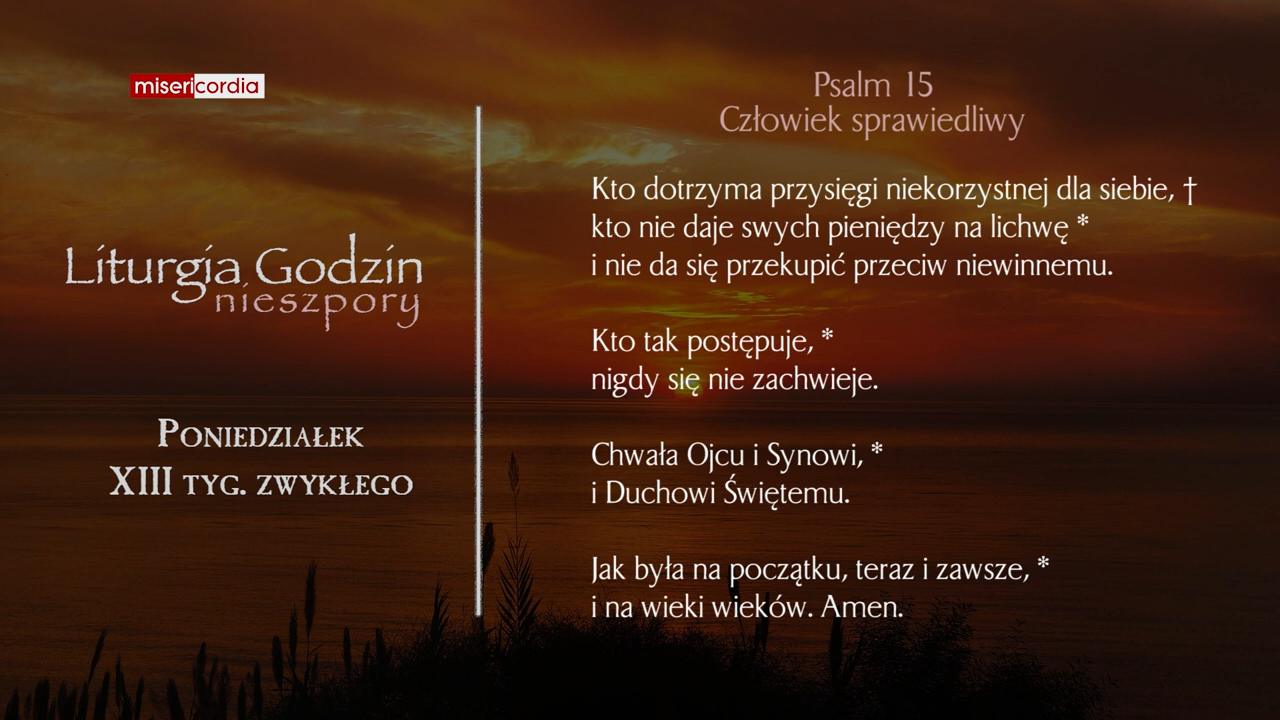 misericordia
Liturgia Godzin
nieszpory
Poniedziałek
XIII tyg. zwykłego
Psalm 15
Człowiek sprawiedliwy
Kto dotrzyma przysięgi niekorzystnej dla siebie, †
kto nie daje swych pieniędzy na lichwę *
i nie da się przekupić przeciw niewinnemu.
Kto tak postępuje, *
nigdy się nie zachwieje.
Chwała Ojcu i Synowi, *
i Duchowi Świętemu.
Jak była na początku, teraz i zawsze, *
i na wieki wieków. Amen.